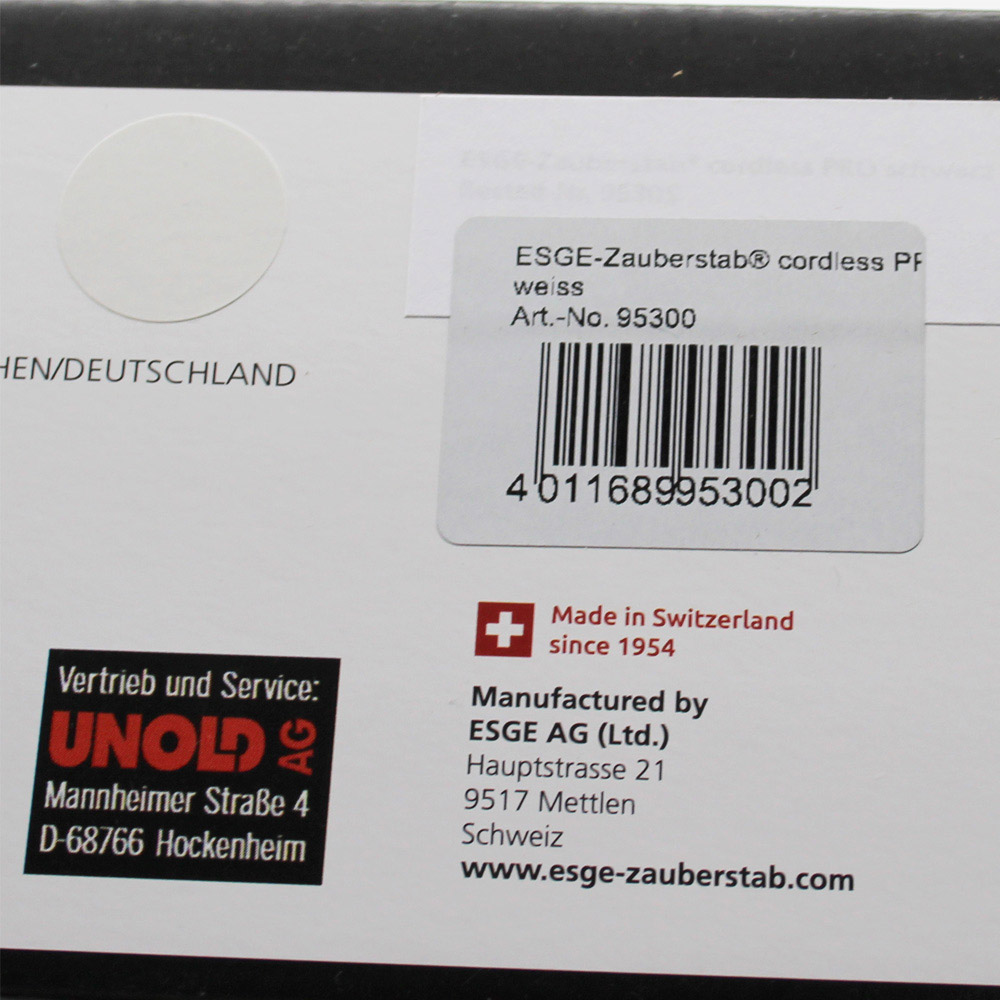 ESGE-Zauberstab® cordless
weiss
Art.-No. 95300
4 011689 953002
HEN/DEUTSCHLAND
Made in Switzerland
since 1954
Manufactured by
ESGE AG (Ltd.)
Hauptstrasse 21
9517 Mettlen
Schweiz
www.esge-zauberstab.com
Vertrieb und Service:
UNOLD AG
Mannheimer Straße 4
D-68766 Hockenheim